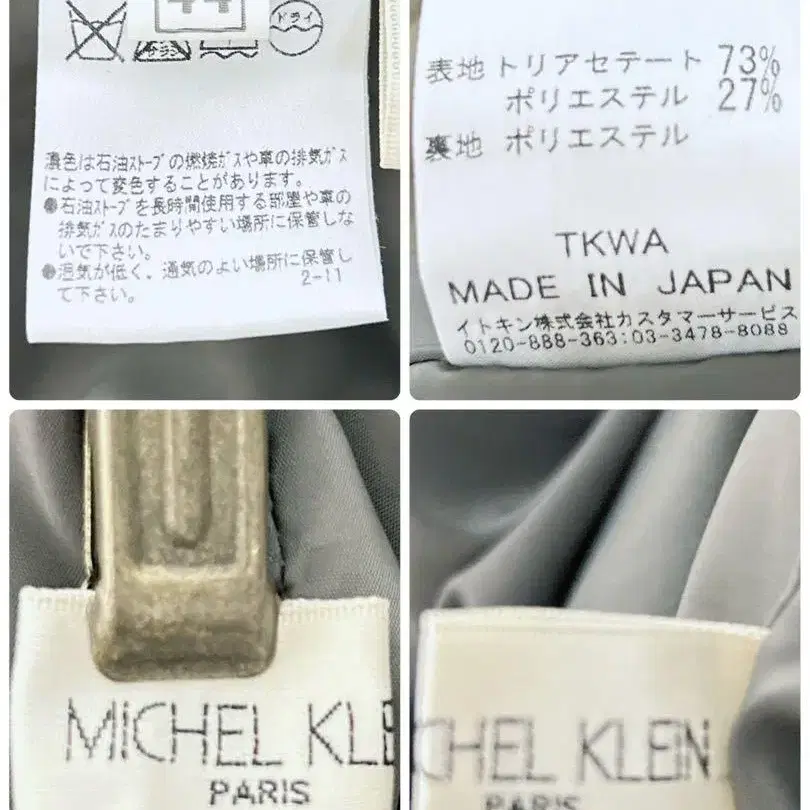 44
ドライ
濃色は石油ストーブの燃焼ガスや車の排気ガス
によって変色することがあります。
●石油ストーブを長時間使用する部屋や車の
排気ガスのたまりやすい場所に保管しな
いで下さい。
●湿気が低く、通気のよい場所に保管し
て下さい。
2-11
表地 トリアセテート 73%
ポリエステル 27%
裏地 ポリエステル
TKWA
MADE IN JAPAN
イトキン株式会社カスタマーサービス
0120-888-363:03-3478-8088
MICHEL KLE
PARIS
CHEL KLEIN
PARIS